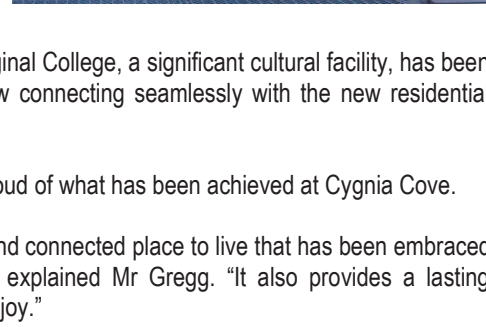 ginal College, a significant cultural facility, has been
w connecting seamlessly with the new residentia
oud of what has been achieved at Cygnia Cove.
nd connected place to live that has been embraced
explained Mr Gregg. “It also provides a lasting
joy.”